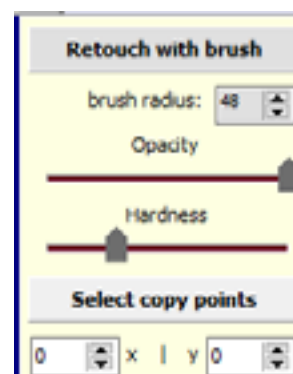 Retouch with brush
brush radius: 48
Opacity
Hardness
Select copy points
0 x | y 0